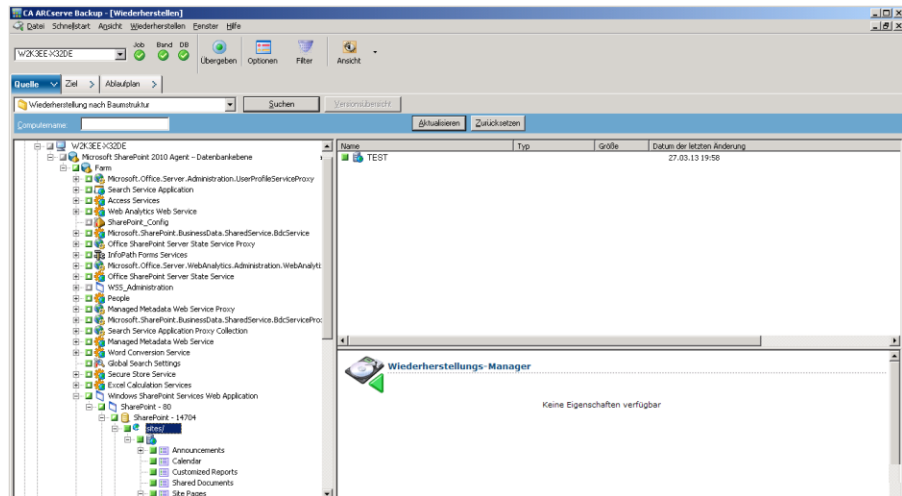 CA ARCserve Backup - [Wiederherstellen]
Datei Schnellstart Ansicht Wiederherstellen Fenster Hilfe
W2K3EE-X32DE
Job Band DB
Übergeben Optionen Filter Ansicht
Quelle Ziel Ablaufplan
Wiederherstellung nach Baumstruktur Suchen Versionsübersicht
Computername: Aktualisieren Zurücksetzen
W2K3EE-X32DE
Microsoft SharePoint 2010 Agent - Datenbankebene
Farm
Microsoft.Office.Server.Administration.UserProfileServiceProxy
Search Service Application
Access Services
Web Analytics Web Service
SharePoint_Config
Microsoft.SharePoint.BusinessData.SharedService.BdcService
Office SharePoint Server State Service Proxy
InfoPath Forms Services
Microsoft.Office.Server.WebAnalytics.Administration.WebAnalyti
Office SharePoint Server State Service
WSS_Administration
People
Managed Metadata Web Service Proxy
Microsoft.SharePoint.BusinessData.SharedService.BdcServicePro
Search Service Application Proxy Collection
Managed Metadata Web Service
Word Conversion Service
Global Search Settings
Secure Store Service
Excel Calculation Services
Windows SharePoint Services Web Application
SharePoint - 80
SharePoint - 14704
sites/
Announcements
Calendar
Customized Reports
Shared Documents
Site Pages
Name Typ Größe Datum der letzten Änderung
TEST 27.03.13 19:58
Wiederherstellungs-Manager
Keine Eigenschaften verfügbar